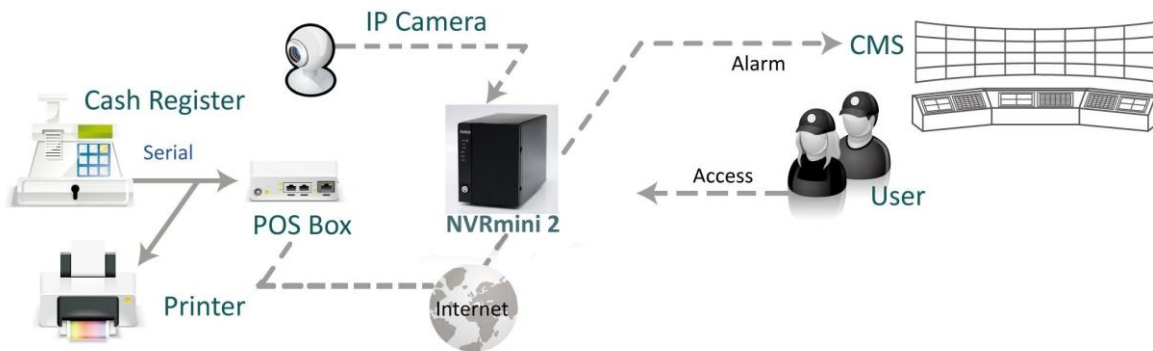 IP Camera
CMS
Alarm
Cash Register
Serial
Access
User
POS Box
NVRmini 2
Printer
Internet